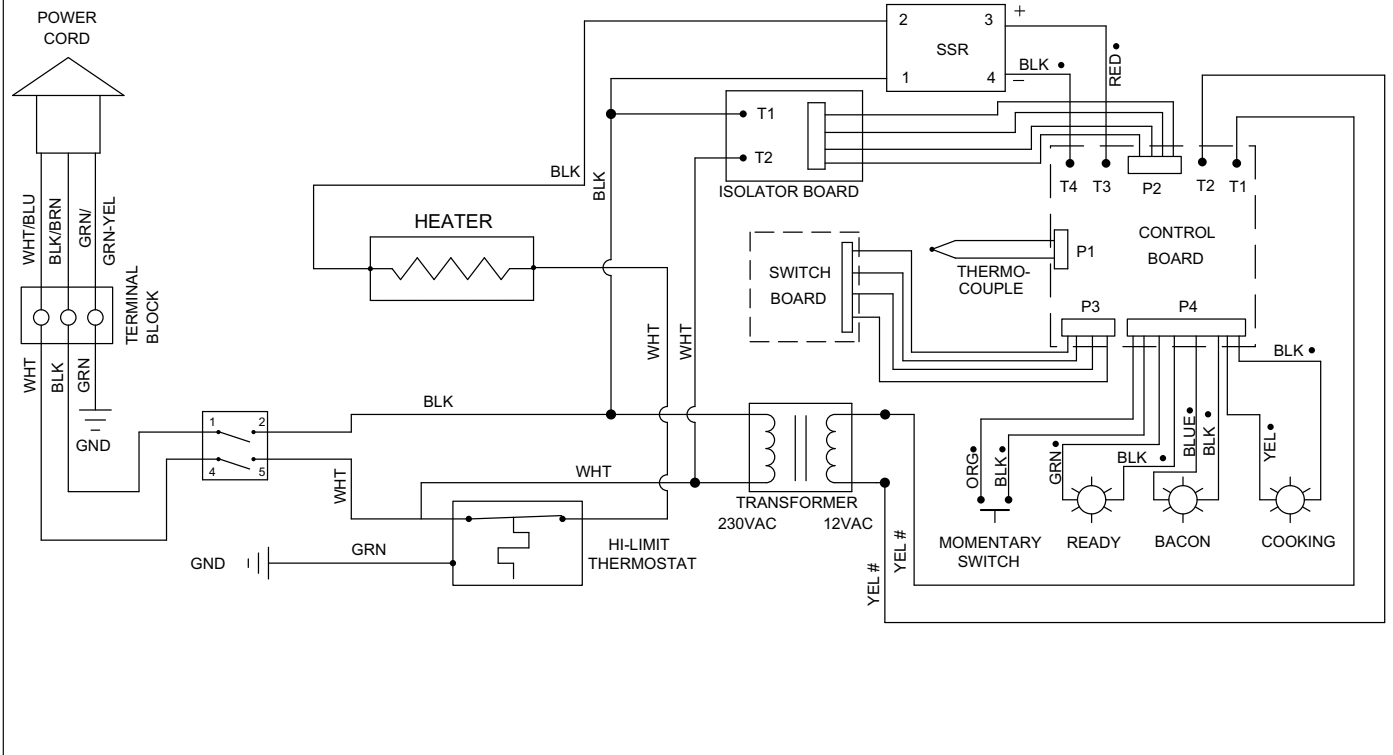 POWER
CORD
2
3
+
SSR
1
4
−
BLK •
RED •
T1
T2
ISOLATOR BOARD
BLK
BLK
T4
T3
P2
T2
T1
WHT/BLU
BLK/BRN
GRN/
GRN-YEL
HEATER
CONTROL
BOARD
P1
THERMO-
COUPLE
SWITCH
BOARD
TERMINAL
BLOCK
P3
P4
WHT
BLK
GRN
WHT
WHT
BLK •
GND
1
2
4
5
BLK
WHT
WHT
TRANSFORMER
230VAC
12VAC
ORG •
BLK •
GRN •
BLK •
BLUE •
BLK •
YEL •
MOMENTARY
SWITCH
READY
BACON
COOKING
GND
GRN
HI-LIMIT
THERMOSTAT
YEL #
YEL #